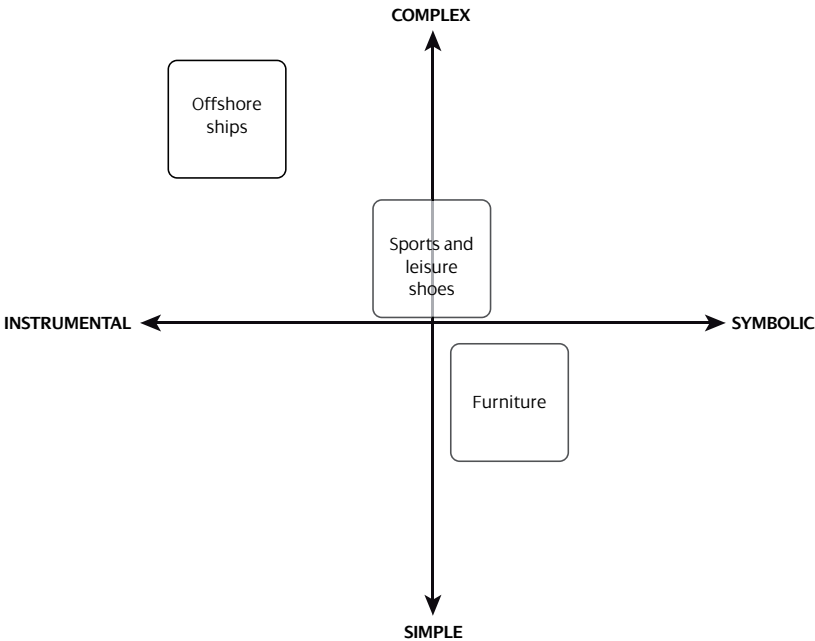 COMPLEX
Offshore
ships
Sports and
leisure
shoes
INSTRUMENTAL
SYMBOLIC
Furniture
SIMPLE